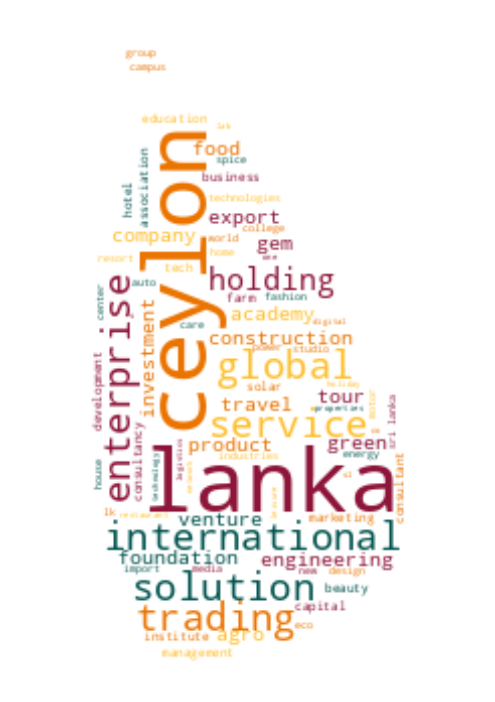 group
campus
education
lab
food
spice
hotel
association
ceylon
business
technologies
export
college
company
world
gem
home
one
resort
tech
holding
auto
center
farm
fashion
enterprise
investment
care
academy
digital
construction
power
studio
development
global
solar
holiday
travel
tour
properties
motor
service
sri lanka
product
green
consultancy
industries
energy
house
technology
logistics
network
lanka
consultant
lk
restaurant
venture
leisure
marketing
international
foundation
engineering
import
media
new
design
solution
beauty
trading
capital
eco
institute
agro
management